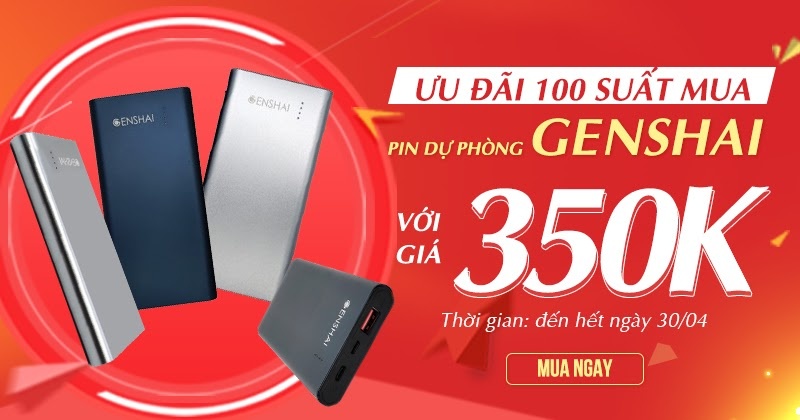 ƯU ĐÃI 100 SUẤT MUA
PIN DỰ PHÒNG GENSHAI
VỚI GIÁ 350K
Thời gian: đến hết ngày 30/04
MUA NGAY
GENSHAI
GENSHAI
GENSHAI
GENSHAI